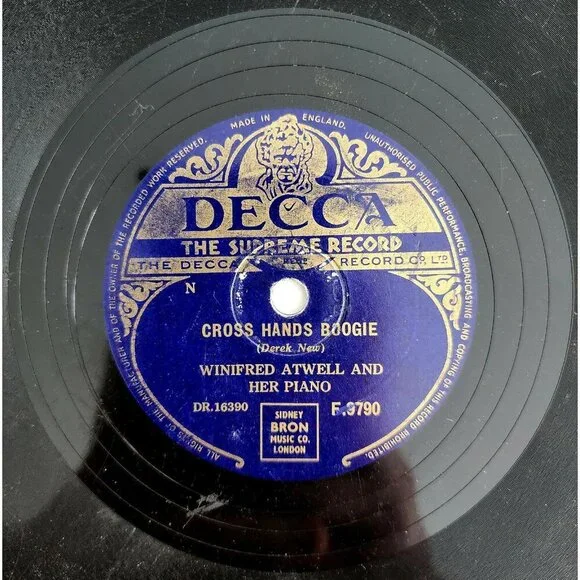 MADE IN ENGLAND.
ALL RIGHTS OF THE MANUFACTURER AND OF THE OWNER OF THE RECORDED WORK RESERVED.
UNAUTHORISED PUBLIC PERFORMANCE, BROADCASTING AND COPYING OF THIS RECORD PROHIBITED.
DECCA
THE SUPREME RECORD
THE DECCA RECORD CO. LTD.
N
CROSS HANDS BOOGIE
(Derek New)
WINIFRED ATWELL AND
HER PIANO
DR.16390
F.9790
SIDNEY
BRON
MUSIC CO.
LONDON